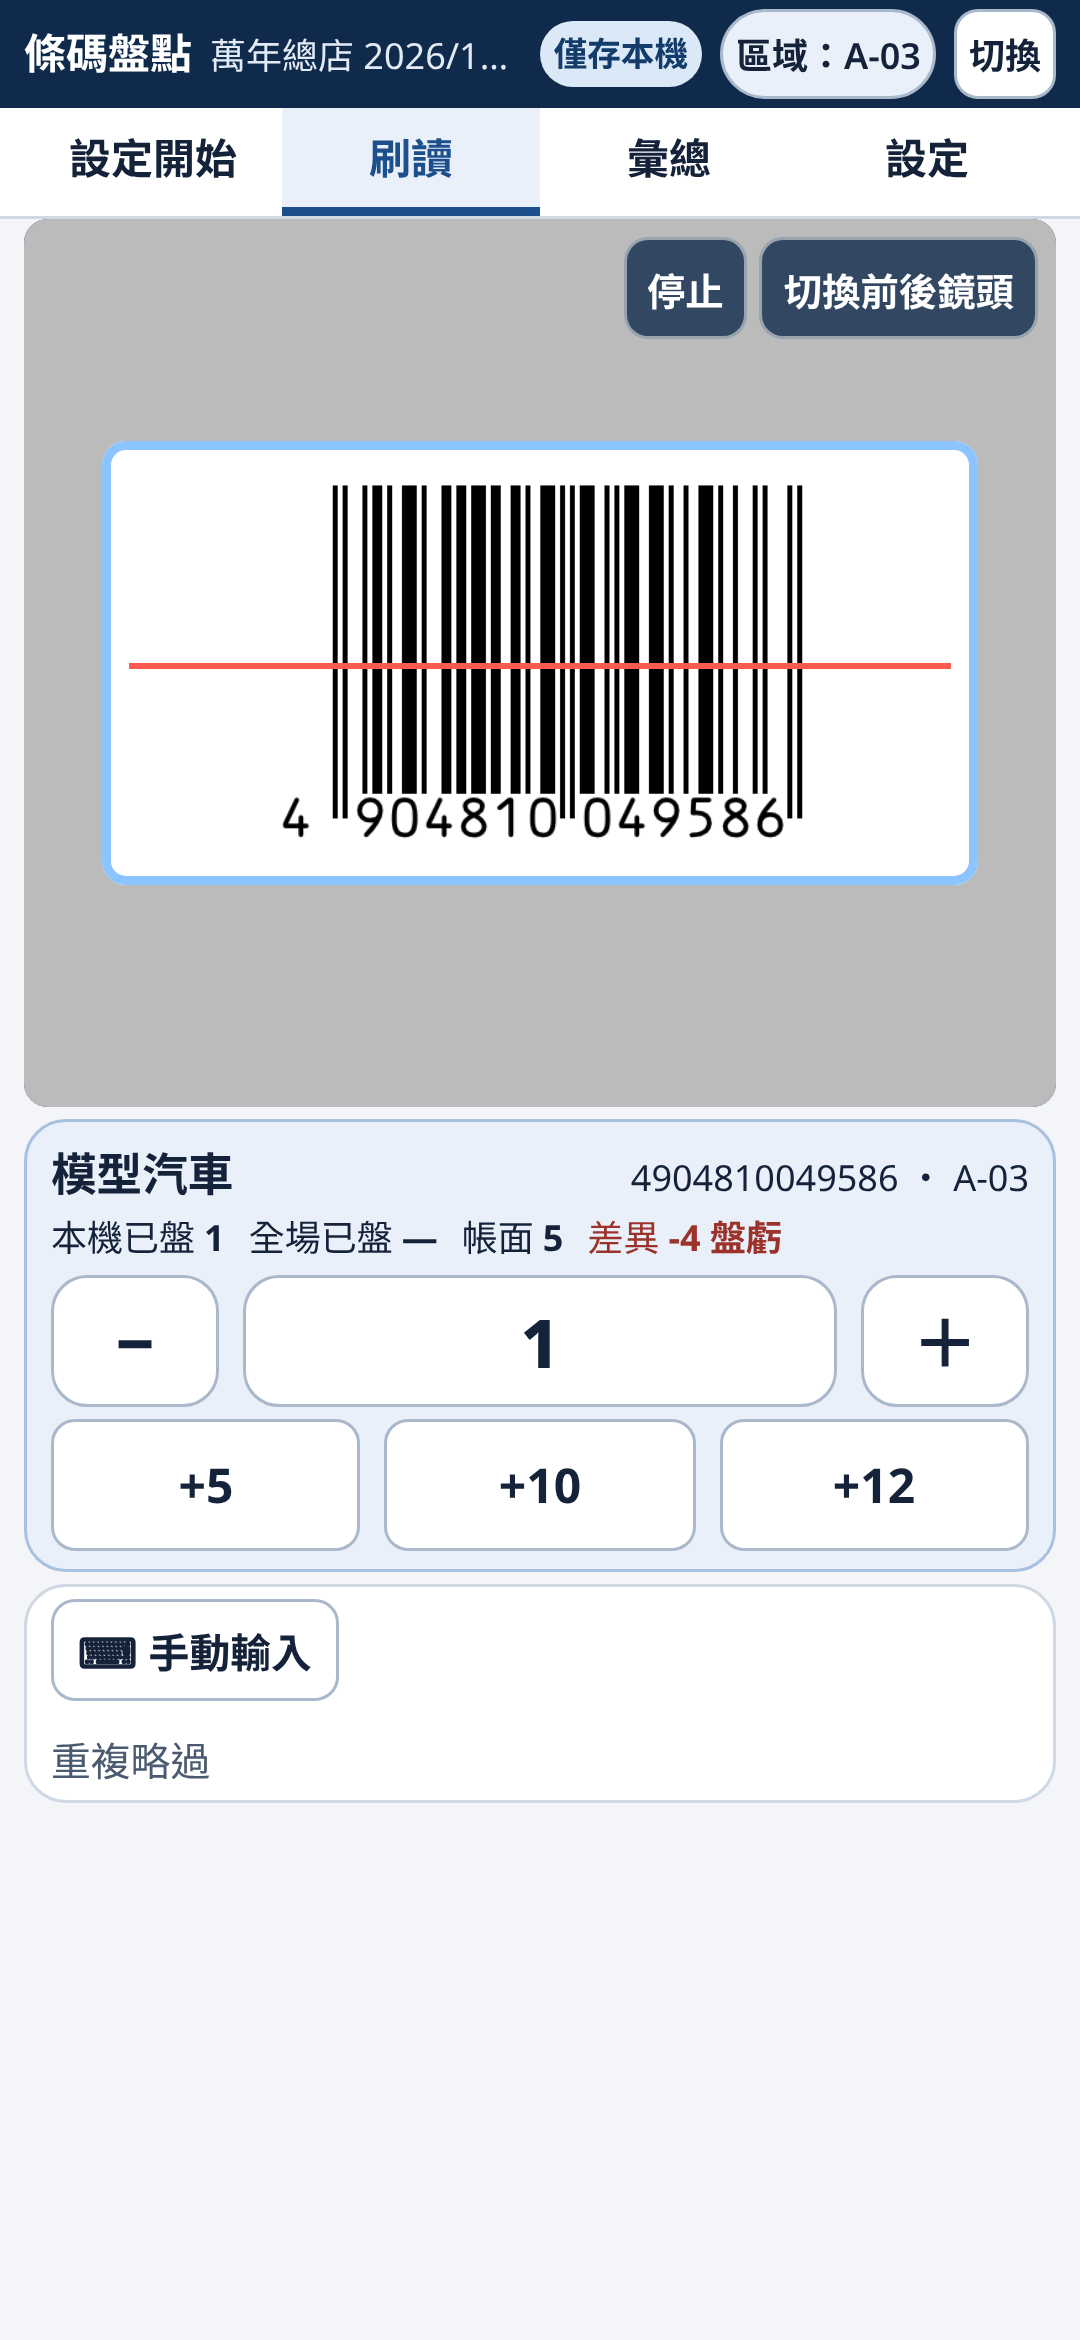 條碼盤點 萬年總店 2026/1... 僅存本機 區域：A-03 切換
設定開始 刷讀 彙總 設定
停止 切換前後鏡頭
4 904810 049586
模型汽車 4904810049586 · A-03
本機已盤 1 全場已盤 — 帳面 5 差異 -4 盤虧
− 1 ＋
+5 +10 +12
⌨ 手動輸入
重複略過